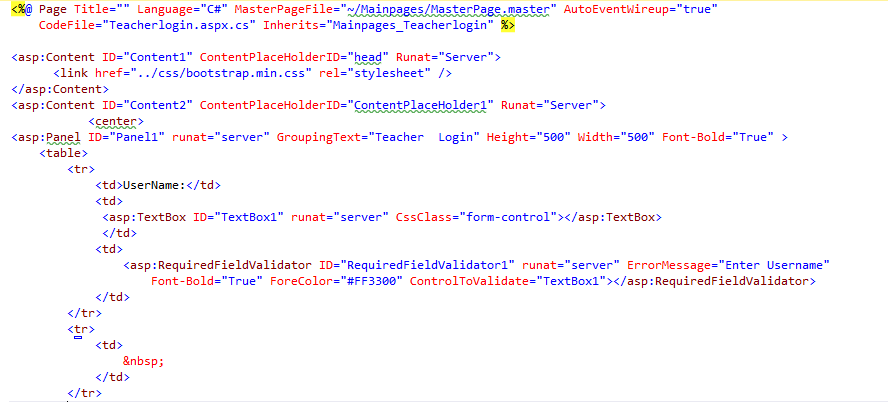 <%@ Page Title="" Language="C#" MasterPageFile="~/Mainpages/MasterPage.master" AutoEventWireup="true"
CodeFile="Teacherlogin.aspx.cs" Inherits="Mainpages_Teacherlogin" %>
<asp:Content ID="Content1" ContentPlaceHolderID="head" Runat="Server">
<link href="../css/bootstrap.min.css" rel="stylesheet" />
</asp:Content>
<asp:Content ID="Content2" ContentPlaceHolderID="ContentPlaceHolder1" Runat="Server">
<center>
<asp:Panel ID="Panel1" runat="server" GroupingText="Teacher  Login" Height="500" Width="500" Font-Bold="True" >
<table>
<tr>
<td>UserName:</td>
<td>
<asp:TextBox ID="TextBox1" runat="server" CssClass="form-control"></asp:TextBox>
</td>
<td>
<asp:RequiredFieldValidator ID="RequiredFieldValidator1" runat="server" ErrorMessage="Enter Username"
Font-Bold="True" ForeColor="#FF3300" ControlToValidate="TextBox1"></asp:RequiredFieldValidator>
</td>
</tr>
<tr>
<td>
&nbsp;
</td>
</tr>